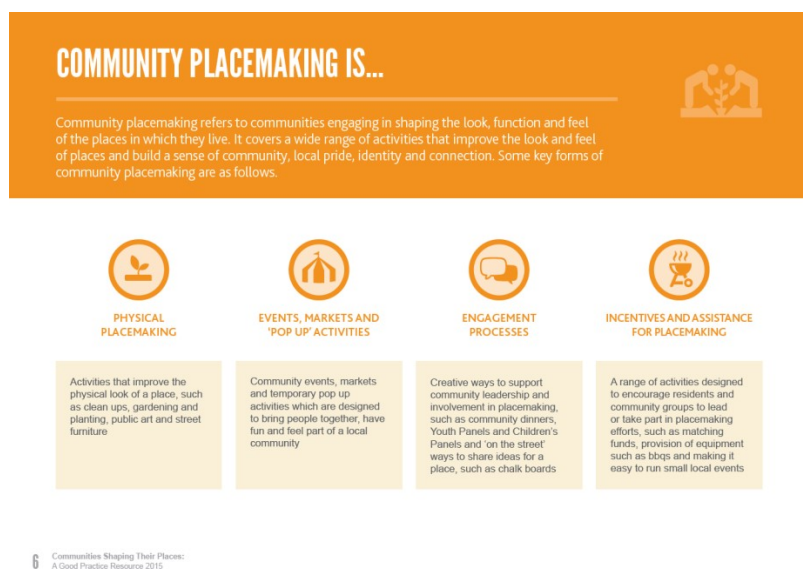 COMMUNITY PLACEMAKING IS...
Community placemaking refers to communities engaging in shaping the look, function and feel
of the places in which they live. It covers a wide range of activities that improve the look and feel
of places and build a sense of community, local pride, identity and connection. Some key forms of
community placemaking are as follows.
PHYSICAL
PLACEMAKING
Activities that improve the
physical look of a place, such
as clean ups, gardening and
planting, public art and street
furniture
EVENTS, MARKETS AND
'POP UP' ACTIVITIES
Community events, markets
and temporary pop up
activities which are designed
to bring people together, have
fun and feel part of a local
community
ENGAGEMENT
PROCESSES
Creative ways to support
community leadership and
involvement in placemaking,
such as community dinners,
Youth Panels and Children's
Panels and 'on the street'
ways to share ideas for a
place, such as chalk boards
INCENTIVES AND ASSISTANCE
FOR PLACEMAKING
A range of activities designed
to encourage residents and
community groups to lead
or take part in placemaking
efforts, such as matching
funds, provision of equipment
such as bbqs and making it
easy to run small local events
6
Communities Shaping Their Places:
A Good Practice Resource 2015